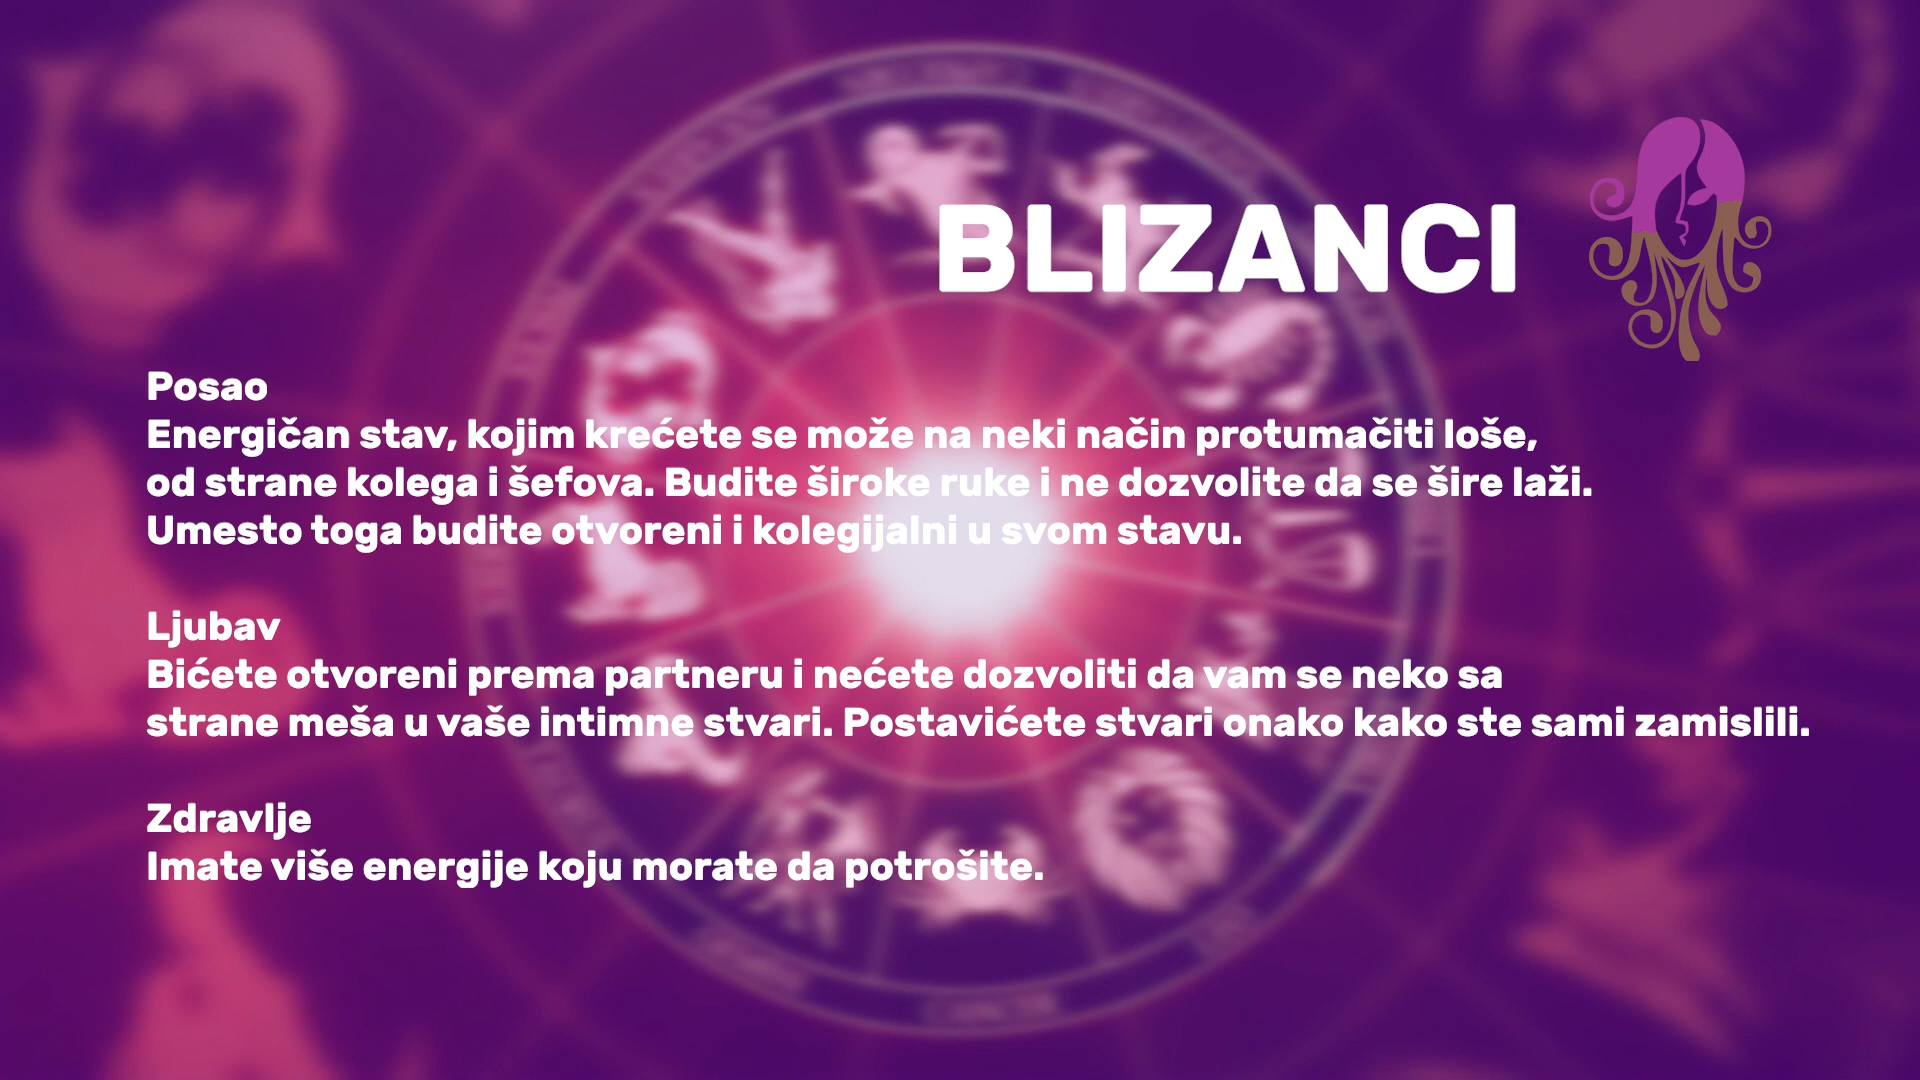 BLIZANCI
Posao
Energičan stav, kojim krećete se može na neki način protumačiti loše,
od strane kolega i šefova. Budite široke ruke i ne dozvolite da se šire laži.
Umesto toga budite otvoreni i kolegijalni u svom stavu.
Ljubav
Bićete otvoreni prema partneru i nećete dozvoliti da vam se neko sa
strane meša u vaše intimne stvari. Postavićete stvari onako kako ste sami zamislili.
Zdravlje
Imate više energije koju morate da potrošite.
CANCER